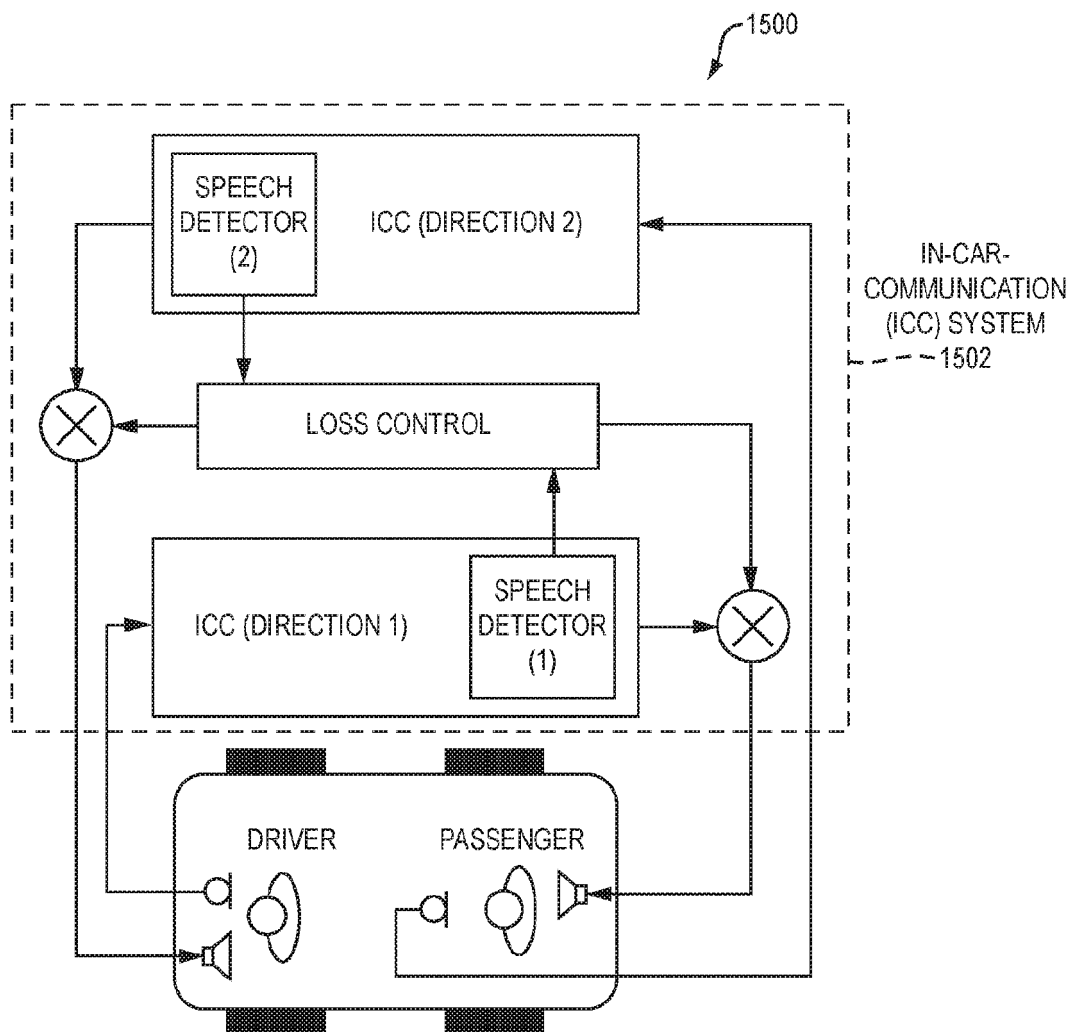 1500
SPEECH
DETECTOR
(2)
ICC (DIRECTION 2)
IN-CAR-
COMMUNICATION
(ICC) SYSTEM
1502
LOSS CONTROL
ICC (DIRECTION 1)
SPEECH
DETECTOR
(1)
DRIVER
PASSENGER